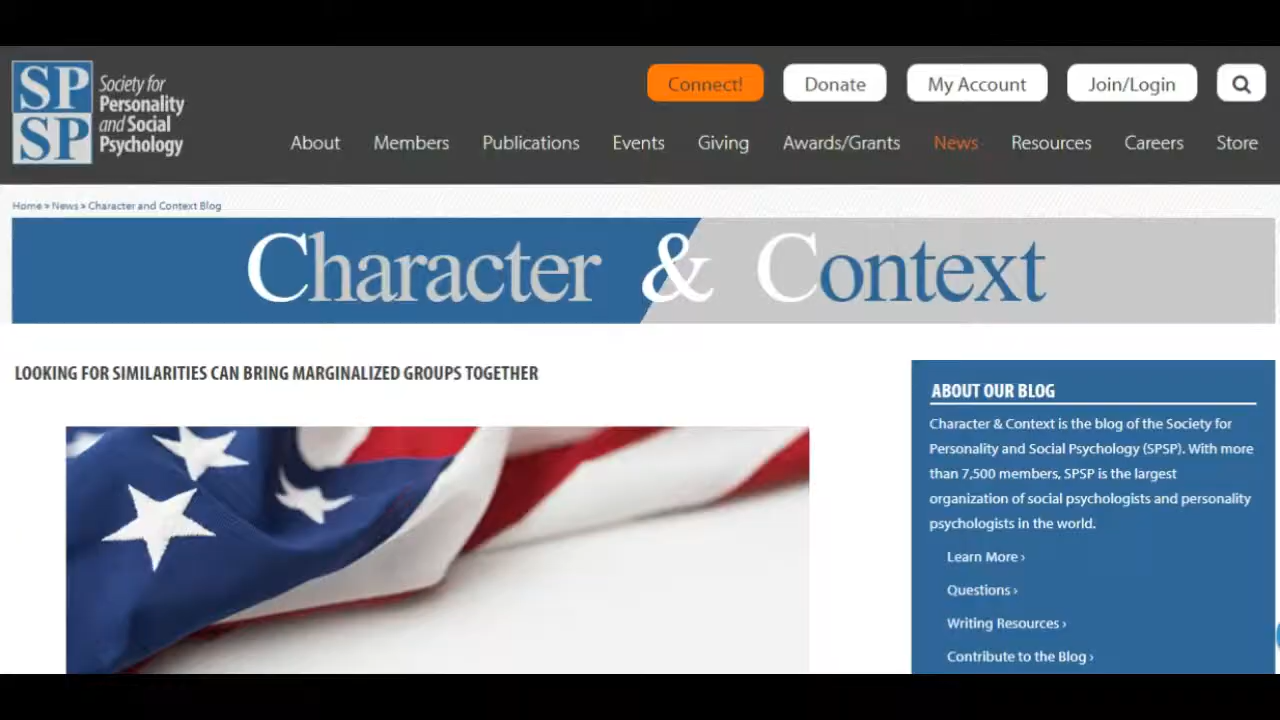 SP
SP
Society for
Personality
and Social
Psychology
Connect!
Donate
My Account
Join/Login
About
Members
Publications
Events
Giving
Awards/Grants
News
Resources
Careers
Store
Home » News » Character and Context Blog
Character & Context
LOOKING FOR SIMILARITIES CAN BRING MARGINALIZED GROUPS TOGETHER
ABOUT OUR BLOG
Character & Context is the blog of the Society for
Personality and Social Psychology (SPSP). With more
than 7,500 members, SPSP is the largest
organization of social psychologists and personality
psychologists in the world.
Learn More ›
Questions ›
Writing Resources ›
Contribute to the Blog ›